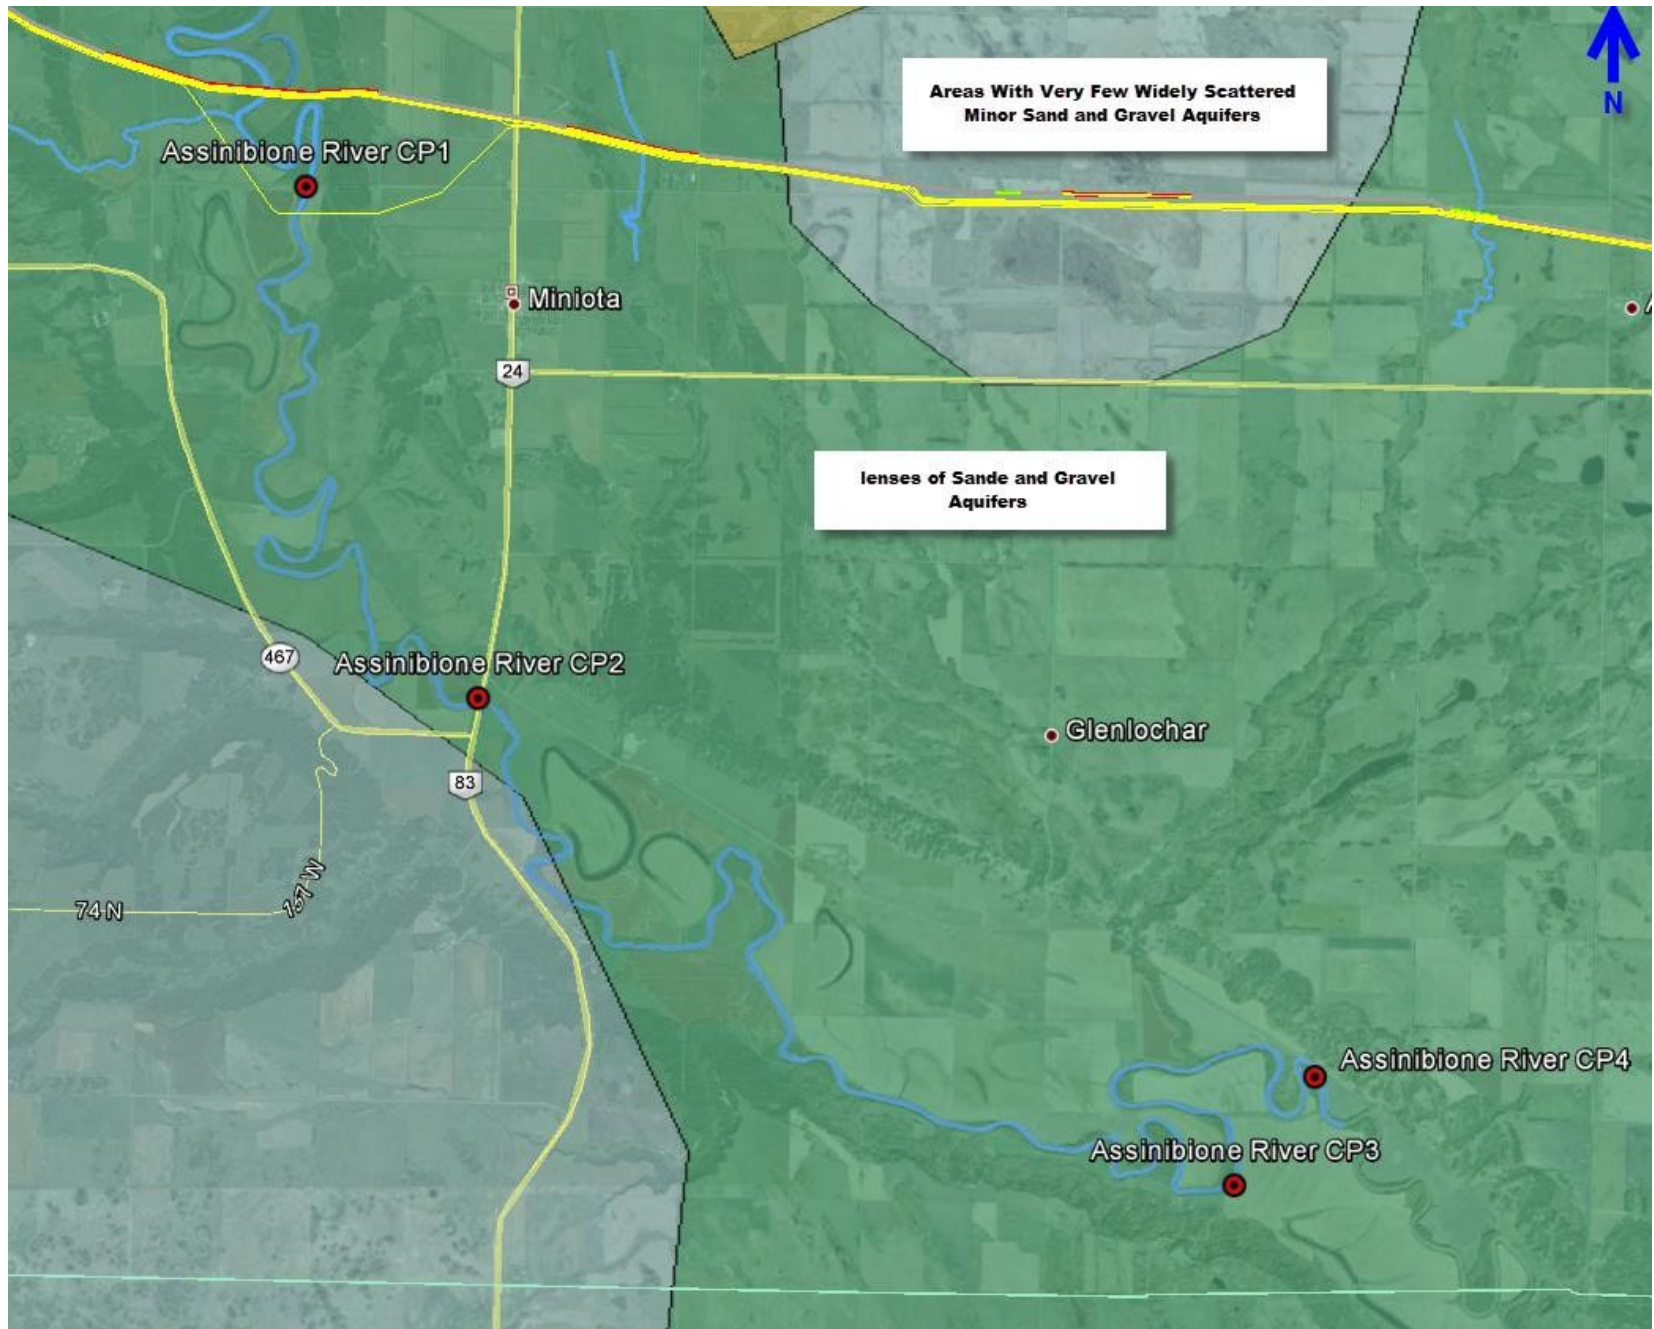 N
Areas With Very Few Widely Scattered
Minor Sand and Gravel Aquifers
Assinibione River CP1
Miniota
24
lenses of Sande and Gravel
Aquifers
467
Assinibione River CP2
Glenlochar
83
74 N
157 W
Assinibione River CP4
Assinibione River CP3